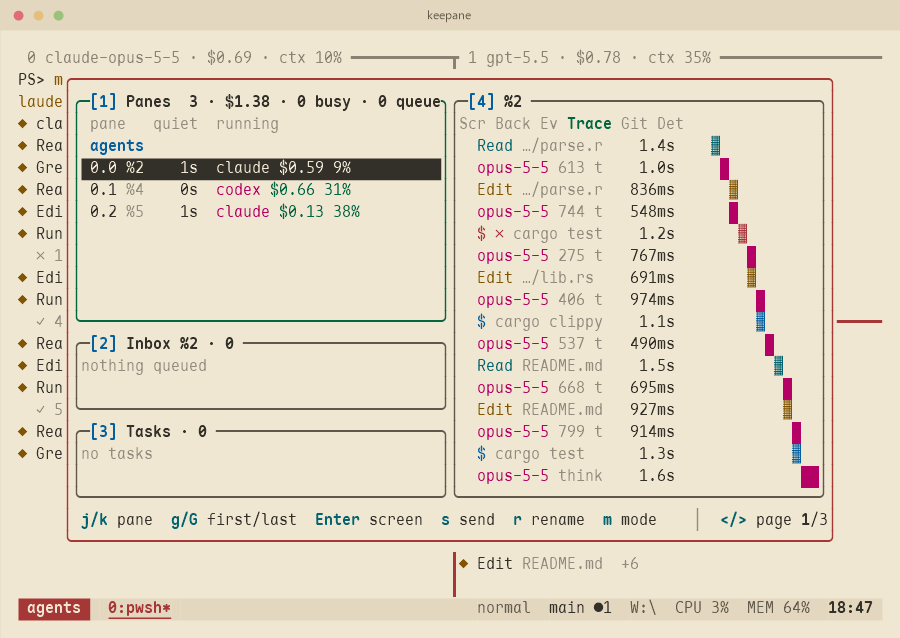 keepane
0 claude-opus-5-5 · $0.69 · ctx 10%
1 gpt-5.5 · $0.78 · ctx 35%
PS> m
laude
◆ cla
◆ Rea
◆ Gre
◆ Rea
◆ Edi
◆ Run
✕ 1
◆ Edi
◆ Run
✓ 4
◆ Rea
◆ Edi
◆ Run
✓ 5
◆ Rea
◆ Gre
[1] Panes 3 · $1.38 · 0 busy · 0 queue
pane quiet running
agents
0.0 %2 1s claude $0.59 9%
0.1 %4 0s codex $0.66 31%
0.2 %5 1s claude $0.13 38%
[2] Inbox %2 · 0
nothing queued
[3] Tasks · 0
no tasks
[4] %2
Scr Back Ev Trace Git Det
Read …/parse.r 1.4s
opus-5-5 613 t 1.0s
Edit …/parse.r 836ms
opus-5-5 744 t 548ms
$ ✕ cargo test 1.2s
opus-5-5 275 t 767ms
Edit …/lib.rs 691ms
opus-5-5 406 t 974ms
$ cargo clippy 1.1s
opus-5-5 537 t 490ms
Read README.md 1.5s
opus-5-5 668 t 695ms
Edit README.md 927ms
opus-5-5 799 t 914ms
$ cargo test 1.3s
opus-5-5 think 1.6s
j/k pane g/G first/last Enter screen s send r rename m mode │ </> page 1/3
◆ Edit README.md +6
agents 0:pwsh* normal main ●1 W:\ CPU 3% MEM 64% 18:47